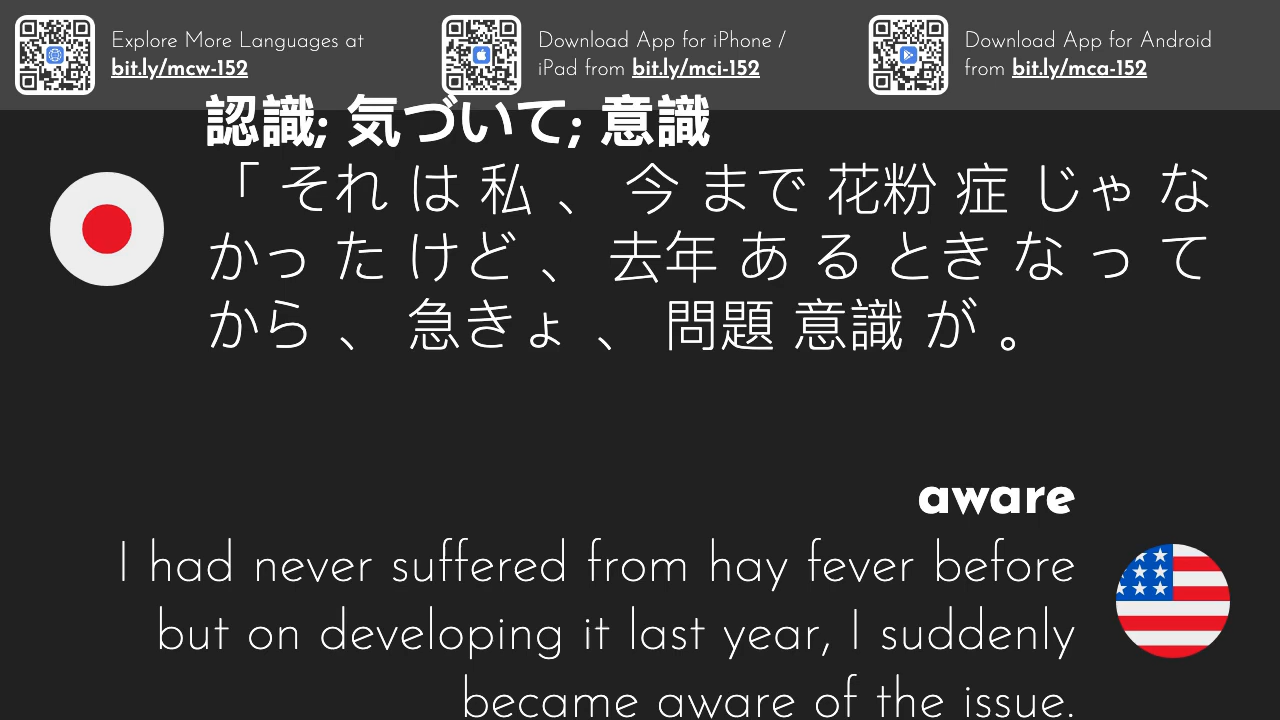 Explore More Languages at
bit.ly/mcw-152
Download App for iPhone /
iPad from bit.ly/mci-152
Download App for Android
from bit.ly/mca-152
認識; 気づいて; 意識
「 それ は 私 、 今 まで 花粉 症 じゃ な
かっ た けど 、 去年 あ る とき な っ て
から 、 急きょ 、 問題 意識 が 。
aware
I had never suffered from hay fever before
but on developing it last year, I suddenly
became aware of the issue.